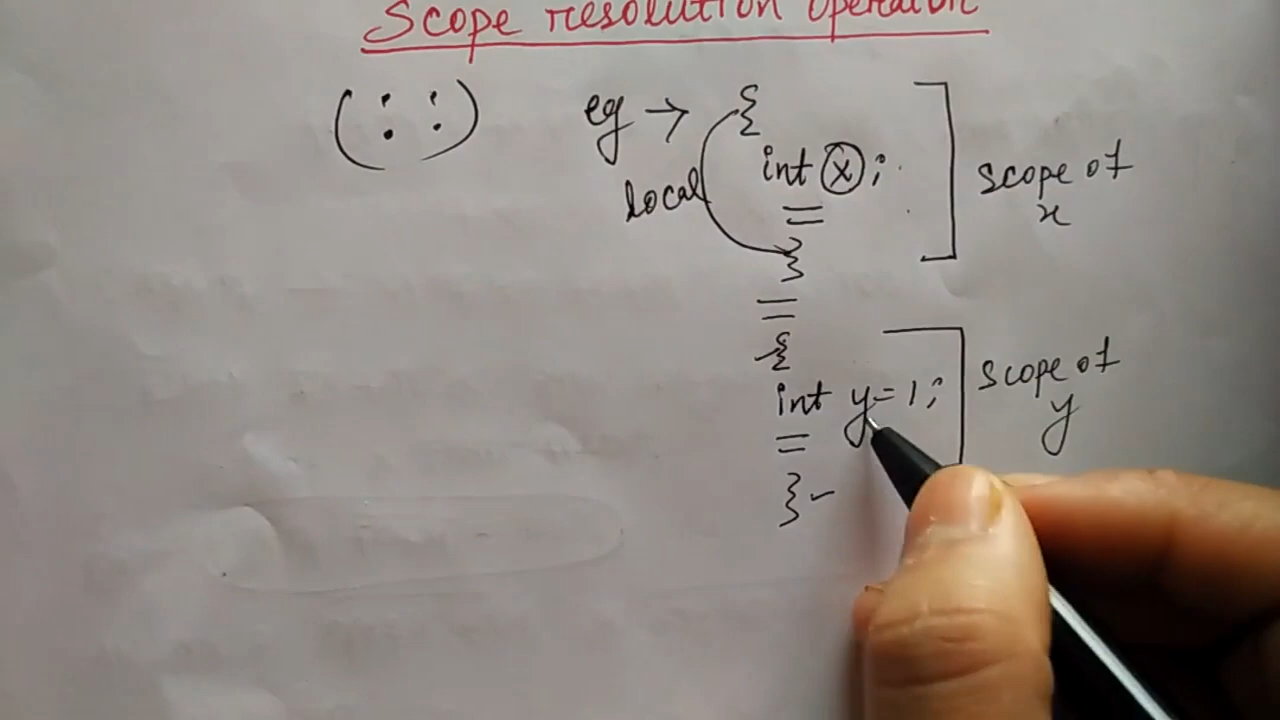 Scope resolution operator
(::) eg → {
local int x; scope of x
=
}
=
{
int y=1; scope of y
=
}